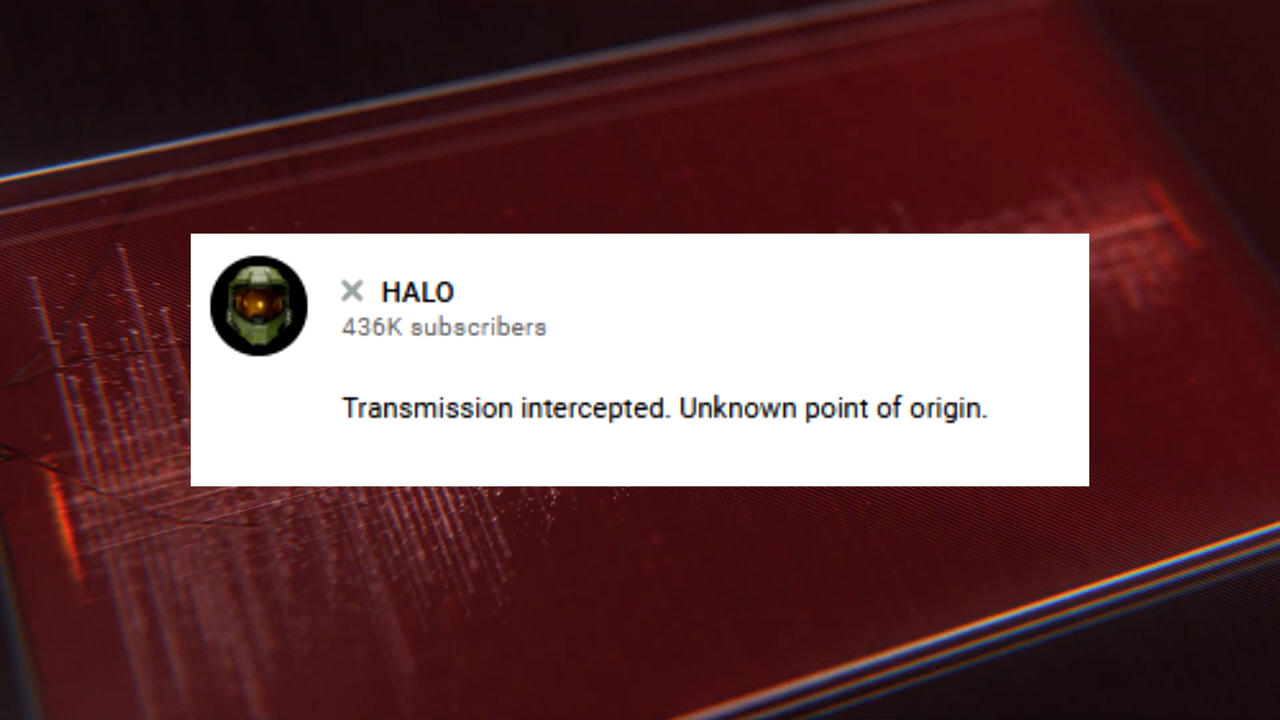 HALO
436K subscribers
Transmission intercepted. Unknown point of origin.